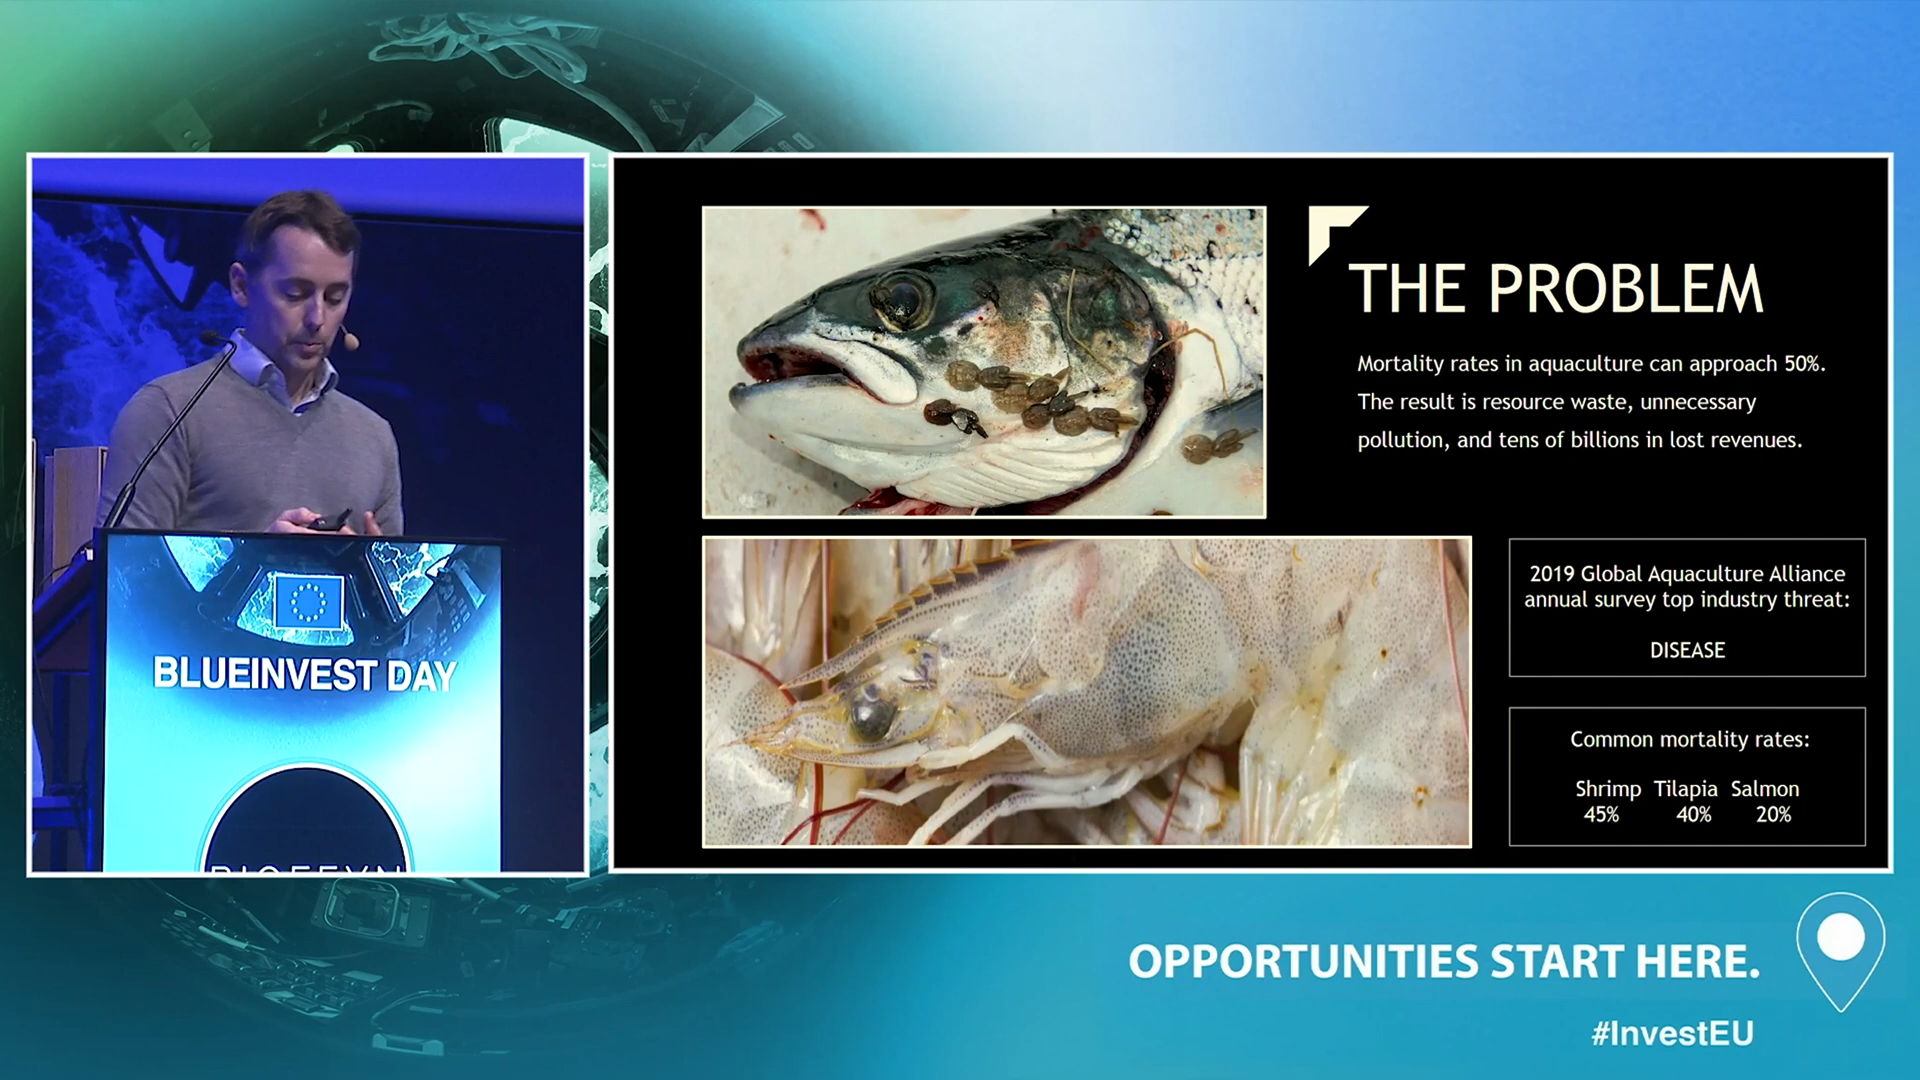 BLUEINVEST DAY
THE PROBLEM
Mortality rates in aquaculture can approach 50%.
The result is resource waste, unnecessary
pollution, and tens of billions in lost revenues.
2019 Global Aquaculture Alliance
annual survey top industry threat:
DISEASE
Common mortality rates:
Shrimp Tilapia Salmon
45% 40% 20%
OPPORTUNITIES START HERE.
#InvestEU